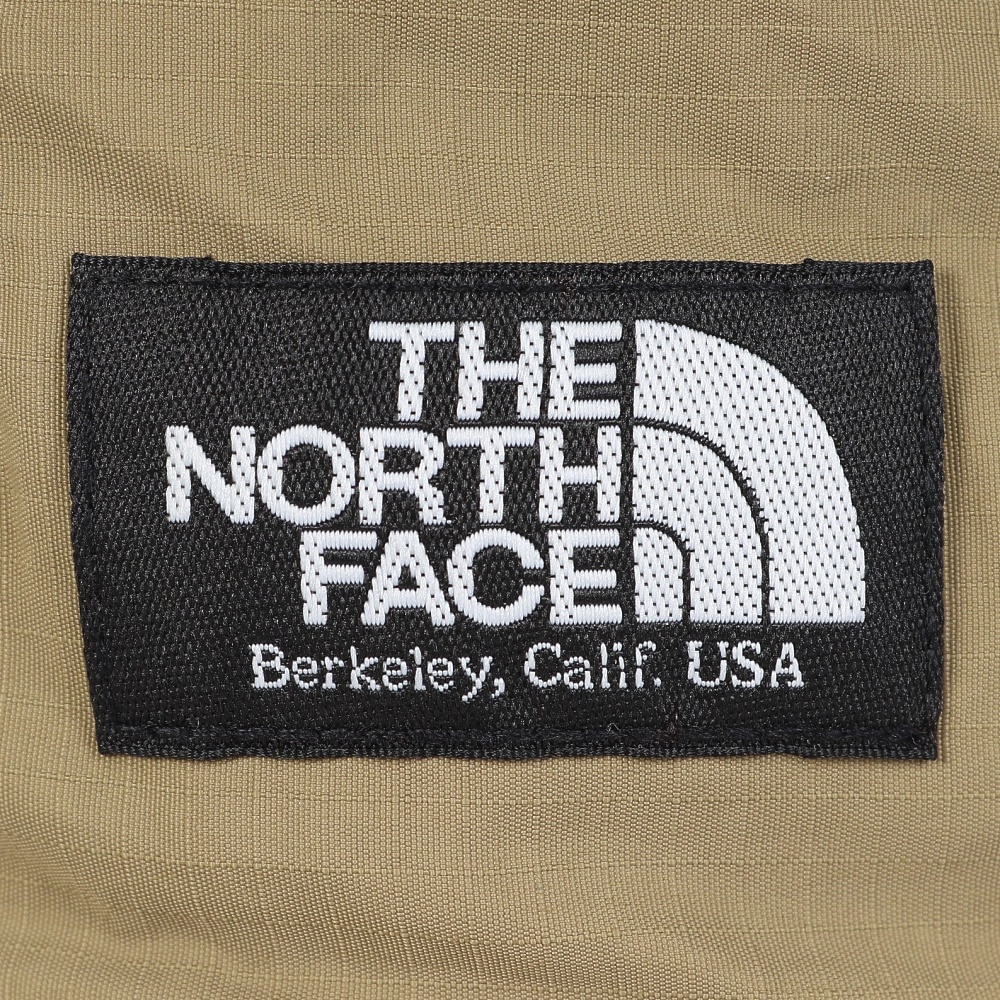 THE
NORTH
FACE
Berkeley, Calif. USA